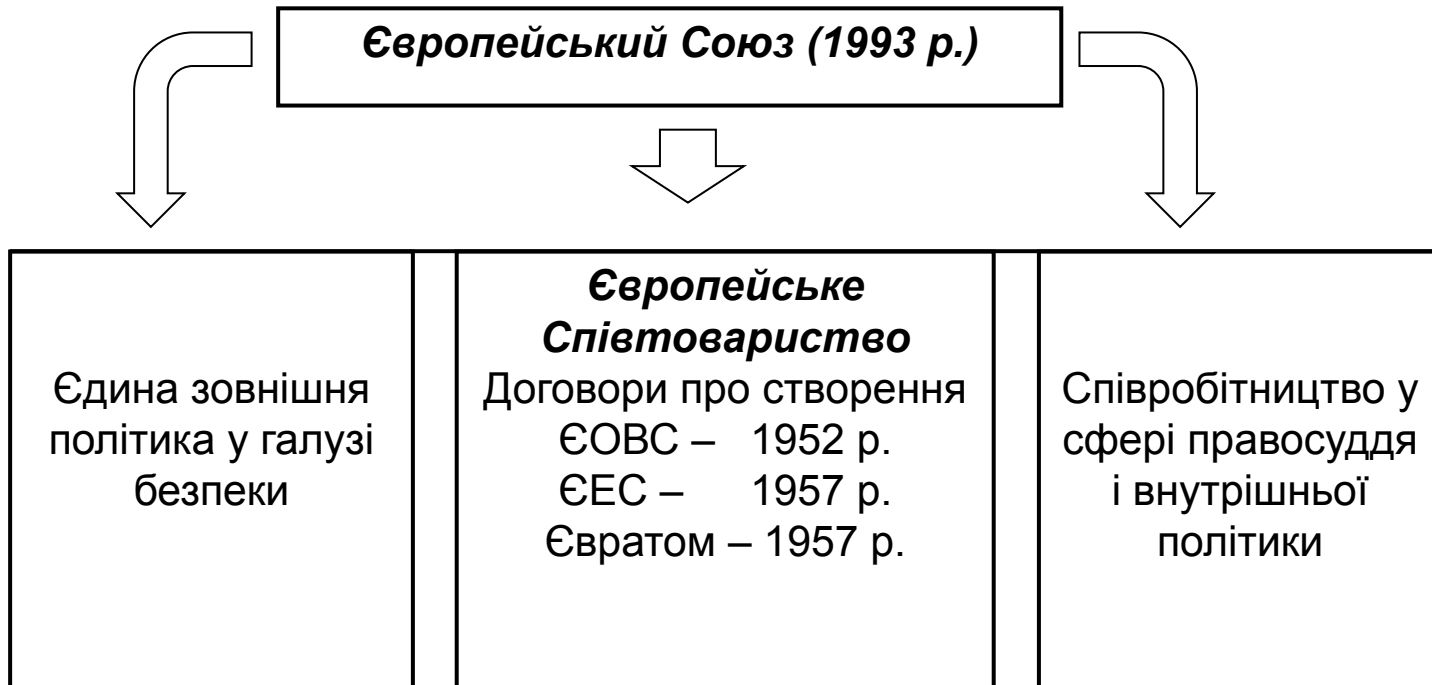 Європейський Союз (1993 р.)
Єдина зовнішня
політика у галузі
безпеки
Європейське
Співтовариство
Договори про створення
ЄОВС – 1952 р.
ЄЕС – 1957 р.
Євратом – 1957 р.
Співробітництво у
сфері правосуддя
і внутрішньої
політики